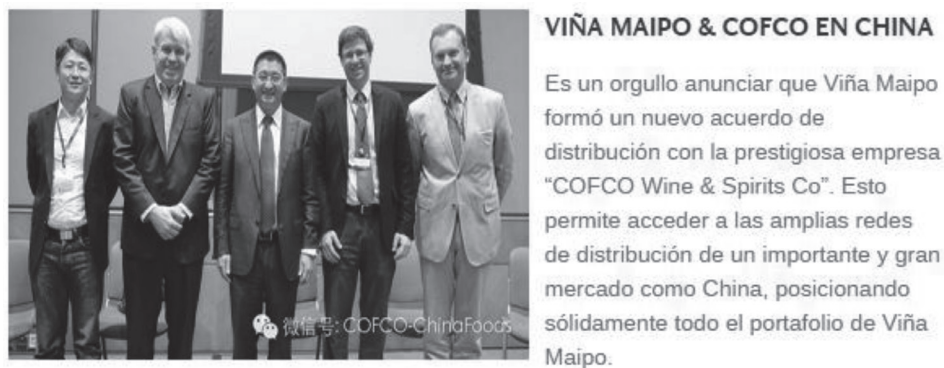 VIÑA MAIPO & COFCO EN CHINA
Es un orgullo anunciar que Viña Maipo
formó un nuevo acuerdo de
distribución con la prestigiosa empresa
“COFCO Wine & Spirits Co”. Esto
permite acceder a las amplias redes
de distribución de un importante y gran
mercado como China, posicionando
sólidamente todo el portafolio de Viña
Maipo.
微信号: COFCO-ChinaFoods